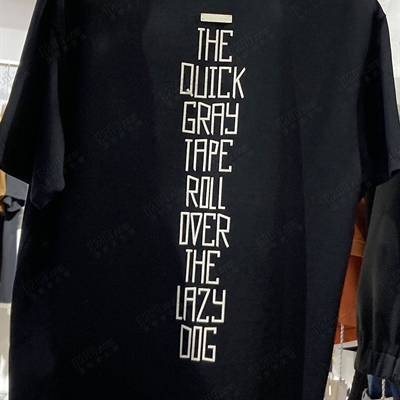 THE
QUICK
GRAY
TAPE
ROLL
OVER
THE
LAZY
DOG